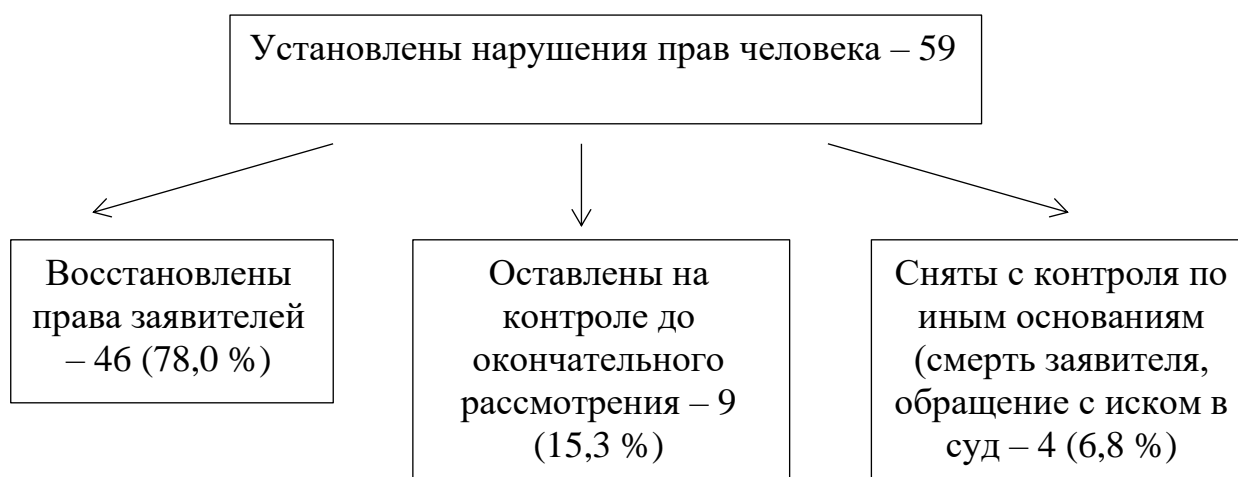 Установлены нарушения прав человека – 59
Восстановлены
права заявителей
– 46 (78,0 %)
Оставлены на
контроле до
окончательного
рассмотрения – 9
(15,3 %)
Сняты с контроля по
иным основаниям
(смерть заявителя,
обращение с иском в
суд – 4 (6,8 %)